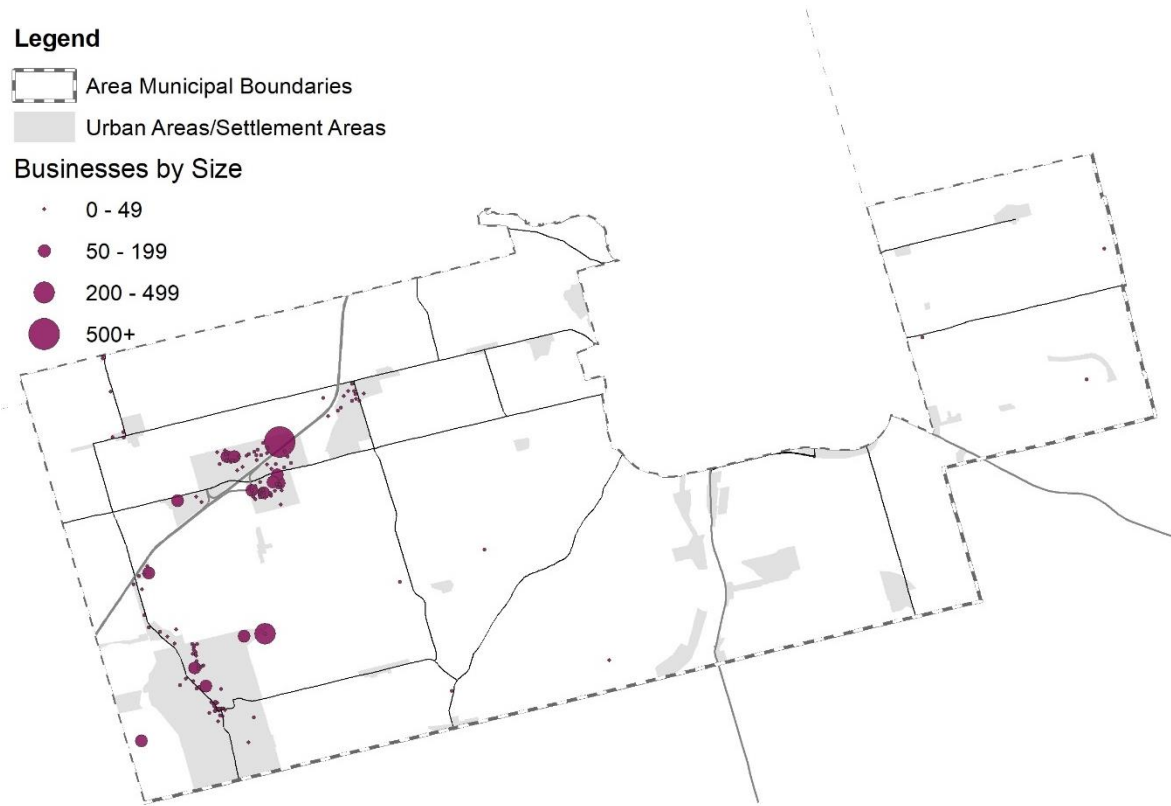 Legend
Area Municipal Boundaries
Urban Areas/Settlement Areas
Businesses by Size
0 - 49
50 - 199
200 - 499
500+